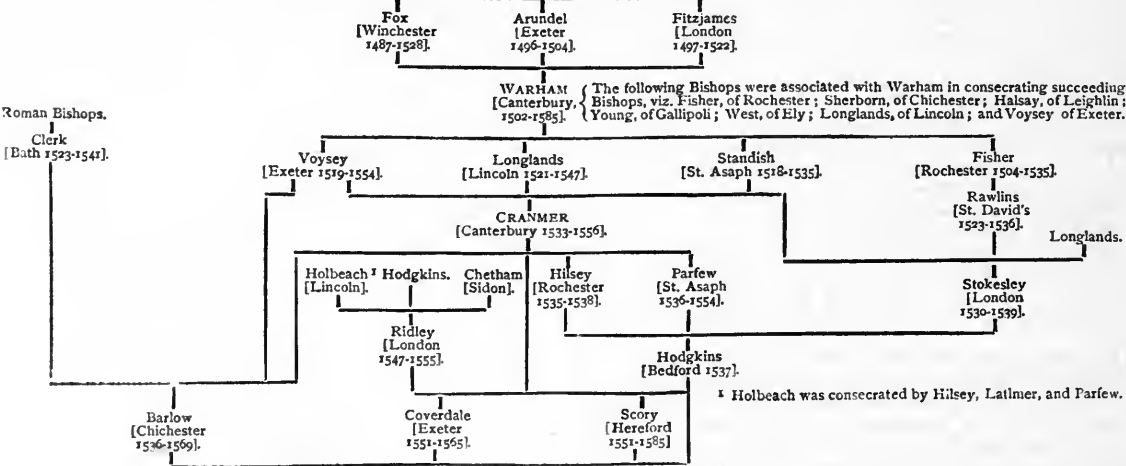 Fox
[Winchester
1487-1528].
Arundel
[Exeter
1496-1504].
Fitzjames
[London
1497-1522].
WARHAM
[Canterbury,
1502-1585].
The following Bishops were associated with Warham in consecrating succeeding
Bishops, viz. Fisher, of Rochester; Sherborn, of Chichester; Halsay, of Leighlin;
Young, of Gallipoli; West, of Ely; Longlands, of Lincoln; and Voysey of Exeter.
Roman Bishops.
Clerk
[Bath 1523-1541].
Voysey
[Exeter 1519-1554].
Longlands
[Lincoln 1521-1547].
Standish
[St. Asaph 1518-1535].
Fisher
[Rochester 1504-1535].
Rawlins
[St. David's
1523-1536].
Longlands.
CRANMER
[Canterbury 1533-1556].
Holbeach ¹ Hodgkins.
[Lincoln].
Chetham
[Sidon].
Hilsey
[Rochester
1535-1538].
Parfew
[St. Asaph
1536-1554].
Stokesley
[London
1530-1539].
Ridley
[London
1547-1555].
Hodgkins
[Bedford 1537].
¹ Holbeach was consecrated by Hilsey, Latimer, and Parfew.
Barlow
[Chichester
1536-1569].
Coverdale
[Exeter
1551-1565].
Scory
[Hereford
1551-1585]